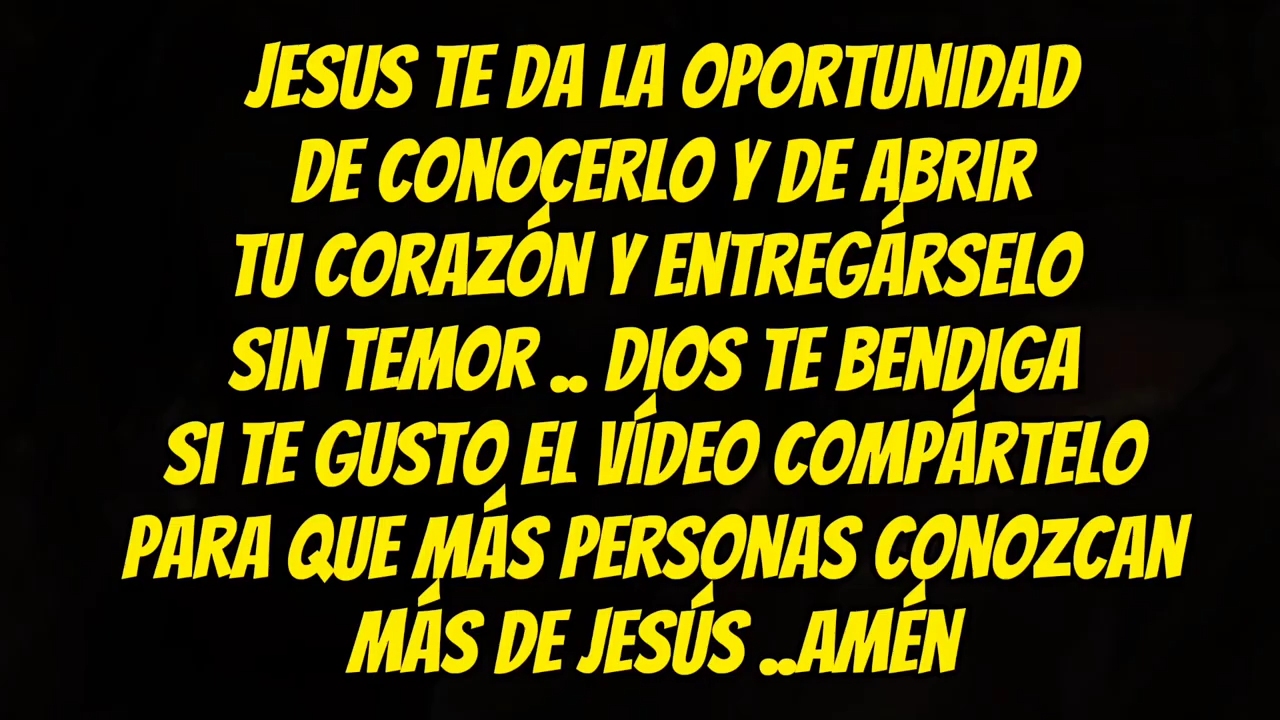 JESUS TE DA LA OPORTUNIDAD
DE CONOCERLO Y DE ABRIR
TU CORAZÓN Y ENTREGÁRSELO
SIN TEMOR .. DIOS TE BENDIGA
SI TE GUSTO EL VÍDEO COMPÁRTELO
PARA QUE MÁS PERSONAS CONOZCAN
MÁS DE JESÚS ..AMÉN